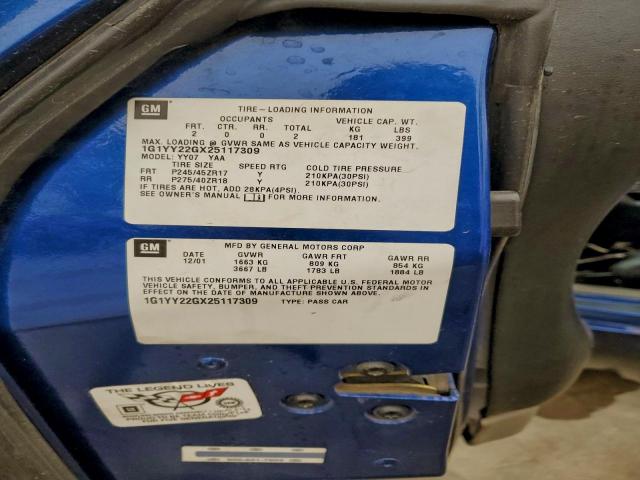 GM
TIRE-LOADING INFORMATION
OCCUPANTS VEHICLE CAP. WT.
FRT. CTR. RR. TOTAL KG LBS
2 0 0 2 181 399
MAX. LOADING @ GVWR SAME AS VEHICLE CAPACITY WEIGHT.
1G1YY22GX25117309
MODEL: YY07 YAA
TIRE SIZE SPEED RTG COLD TIRE PRESSURE
FRT P245/45ZR17 Y 210KPA(30PSI)
RR P275/40ZR18 Y 210KPA(30PSI)
IF TIRES ARE HOT, ADD 28KPA(4PSI).
SEE OWNER'S MANUAL FOR MORE INFORMATION.
GM
MFD BY GENERAL MOTORS CORP
DATE GVWR GAWR FRT GAWR RR
12/01 1663 KG 809 KG 854 KG
3667 LB 1783 LB 1884 LB
THIS VEHICLE CONFORMS TO ALL APPLICABLE U.S. FEDERAL MOTOR
VEHICLE SAFETY, BUMPER, AND THEFT PREVENTION STANDARDS IN
EFFECT ON THE DATE OF MANUFACTURE SHOWN ABOVE.
1G1YY22GX25117309 TYPE: PASS CAR
THE LEGEND LIVES
GM